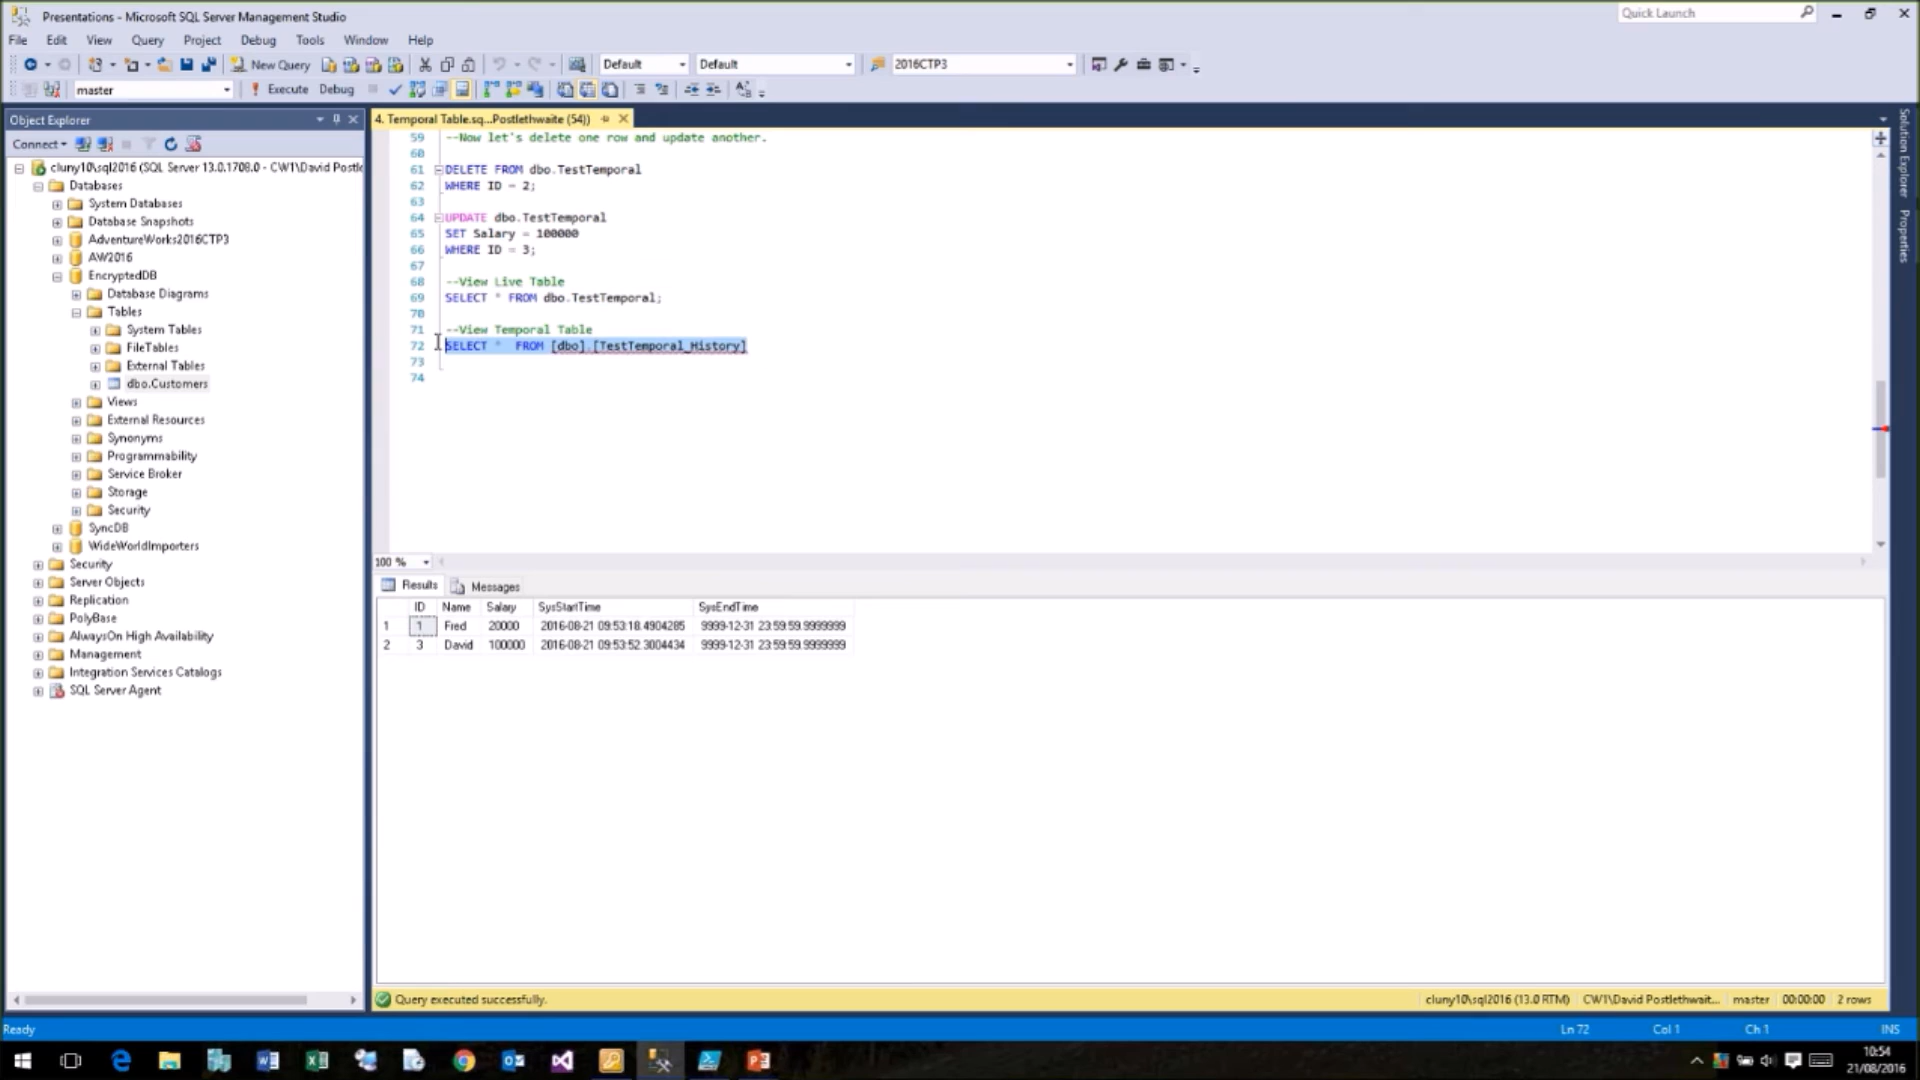 Presentations - Microsoft SQL Server Management Studio
Quick Launch
File Edit View Query Project Debug Tools Window Help
New Query Default Default 2016CTP3
master Execute Debug
Object Explorer
4. Temporal Table.sq...Postlethwaite (54))
Connect
cluny10\sql2016 (SQL Server 13.0.1708.0 - CW1\David Postle
Databases
System Databases
Database Snapshots
AdventureWorks2016CTP3
AW2016
EncryptedDB
Database Diagrams
Tables
System Tables
FileTables
External Tables
dbo.Customers
Views
External Resources
Synonyms
Programmability
Service Broker
Storage
Security
SyncDB
WideWorldImporters
Security
Server Objects
Replication
PolyBase
AlwaysOn High Availability
Management
Integration Services Catalogs
SQL Server Agent
59 --Now let's delete one row and update another.
60
61 DELETE FROM dbo.TestTemporal
62 WHERE ID = 2;
63
64 UPDATE dbo.TestTemporal
65 SET Salary = 100000
66 WHERE ID = 3;
67
68 --View Live Table
69 SELECT * FROM dbo.TestTemporal;
70
71 --View Temporal Table
72 SELECT * FROM [dbo].[TestTemporal_History]
73
74
100 %
Results Messages
ID Name Salary SysStartTime SysEndTime
1 1 Fred 20000 2016-08-21 09:53:18.4904285 9999-12-31 23:59:59.9999999
2 3 David 100000 2016-08-21 09:53:52.3004434 9999-12-31 23:59:59.9999999
Query executed successfully.
cluny10\sql2016 (13.0 RTM) CW1\David Postlethwait... master 00:00:00 2 rows
Ready Ln 72 Col 1 Ch 1 INS
Solution Explorer
Properties
10:54
21/08/2016